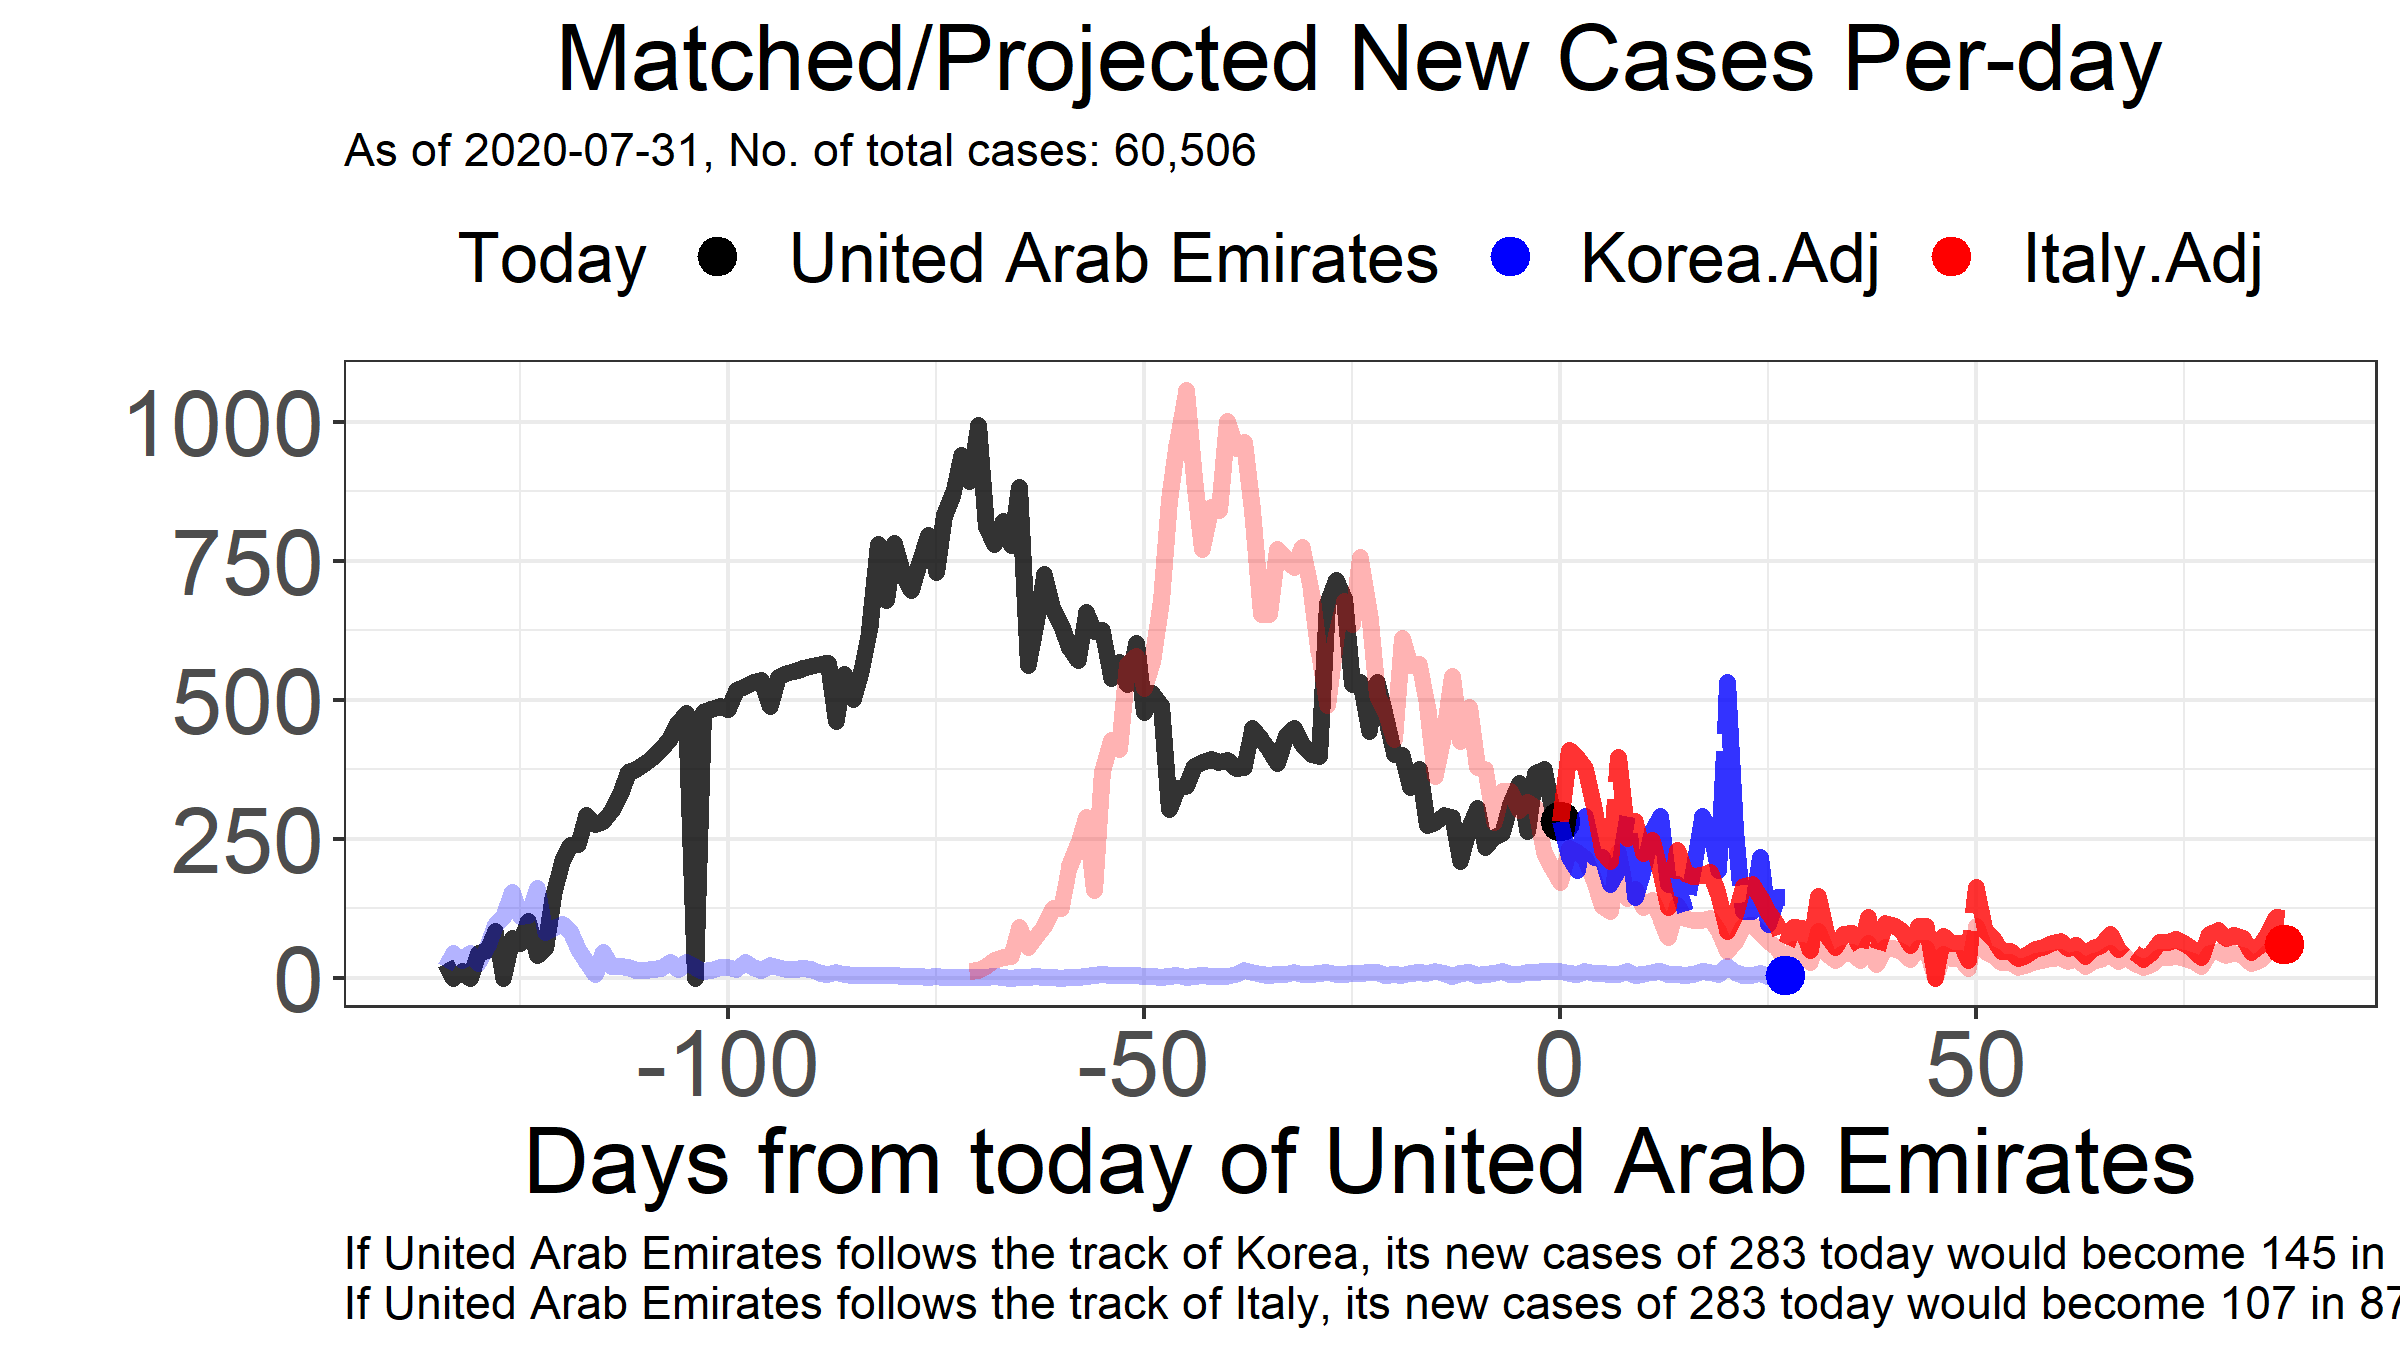 Matched/Projected New Cases Per-day
As of 2020-07-31, No. of total cases: 60,506
Today United Arab Emirates Korea.Adj Italy.Adj
1000
750
500
250
0
-100 -50 0 50
Days from today of United Arab Emirates
If United Arab Emirates follows the track of Korea, its new cases of 283 today would become 145 in
If United Arab Emirates follows the track of Italy, its new cases of 283 today would become 107 in 87